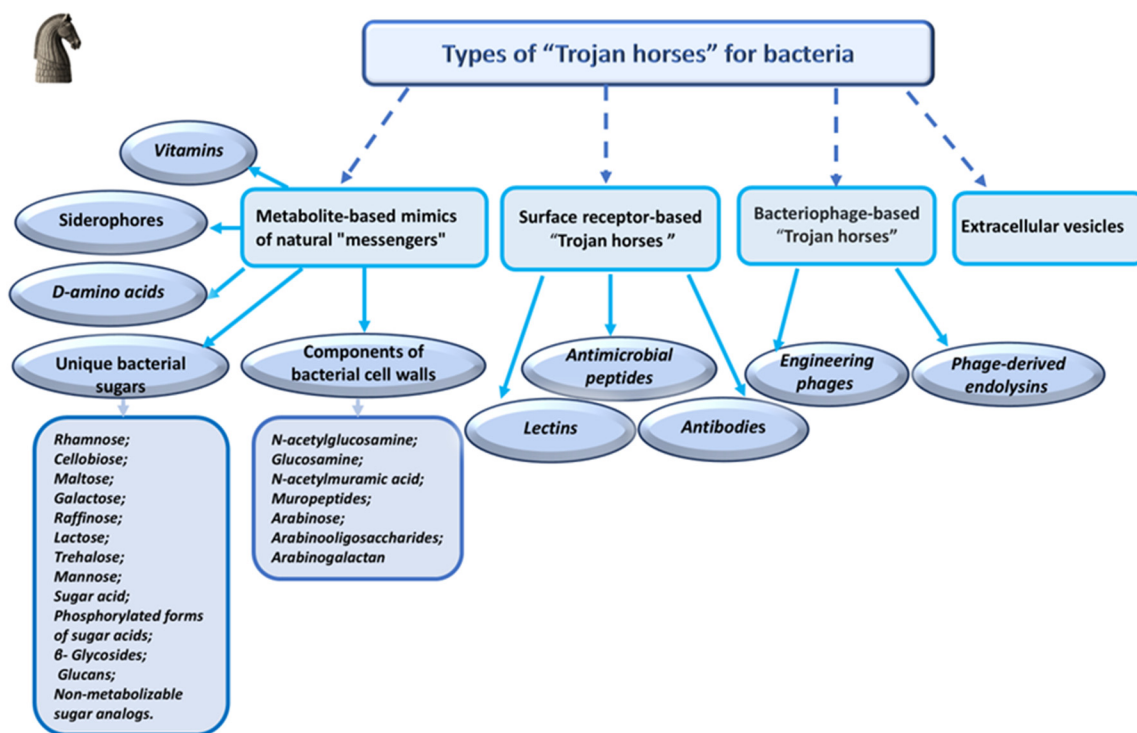 Types of “Trojan horses” for bacteria
Vitamins
Siderophores
D-amino acids
Unique bacterial
sugars
Metabolite-based mimics
of natural "messengers"
Components of
bacterial cell walls
Surface receptor-based
“Trojan horses ”
Antimicrobial
peptides
Lectins
Antibodies
Bacteriophage-based
“Trojan horses”
Engineering
phages
Phage-derived
endolysins
Extracellular vesicles
Rhamnose;
Cellobiose;
Maltose;
Galactose;
Raffinose;
Lactose;
Trehalose;
Mannose;
Sugar acid;
Phosphorylated forms
of sugar acids;
β- Glycosides;
Glucans;
Non-metabolizable
sugar analogs.
N-acetylglucosamine;
Glucosamine;
N-acetylmuramic acid;
Muropeptides;
Arabinose;
Arabinooligosaccharides;
Arabinogalactan